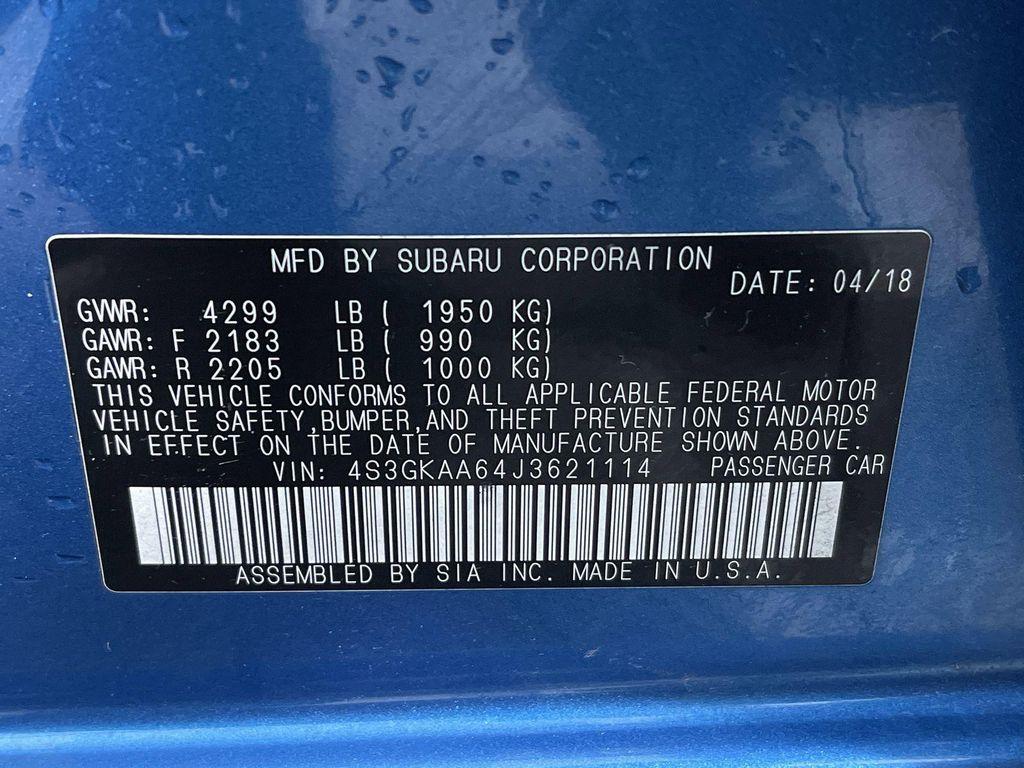 MFD BY SUBARU CORPORATION
DATE: 04/18
GVWR: 4299 LB ( 1950 KG)
GAWR: F 2183 LB ( 990 KG)
GAWR: R 2205 LB ( 1000 KG)
THIS VEHICLE CONFORMS TO ALL APPLICABLE FEDERAL MOTOR
VEHICLE SAFETY,BUMPER,AND THEFT PREVENTION STANDARDS
IN EFFECT ON THE DATE OF MANUFACTURE SHOWN ABOVE.
VIN: 4S3GKAA64J3621114 PASSENGER CAR
ASSEMBLED BY SIA INC. MADE IN U.S.A.